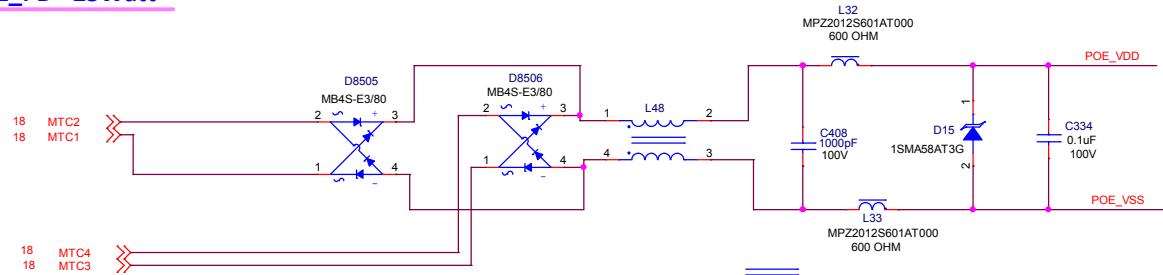 L32
MPZ2012S601AT000
600 OHM
POE_VDD
D8505
MB4S-E3/80
D8506
MB4S-E3/80
L48
18 MTC2
18 MTC1
2 3
1 4
+
-
2 3
1 4
+
-
1 2
4 3
C408
1000pF
100V
1
D15
1SMA58AT3G
2
C334
0.1uF
100V
POE_VSS
L33
MPZ2012S601AT000
600 OHM
18 MTC4
18 MTC3